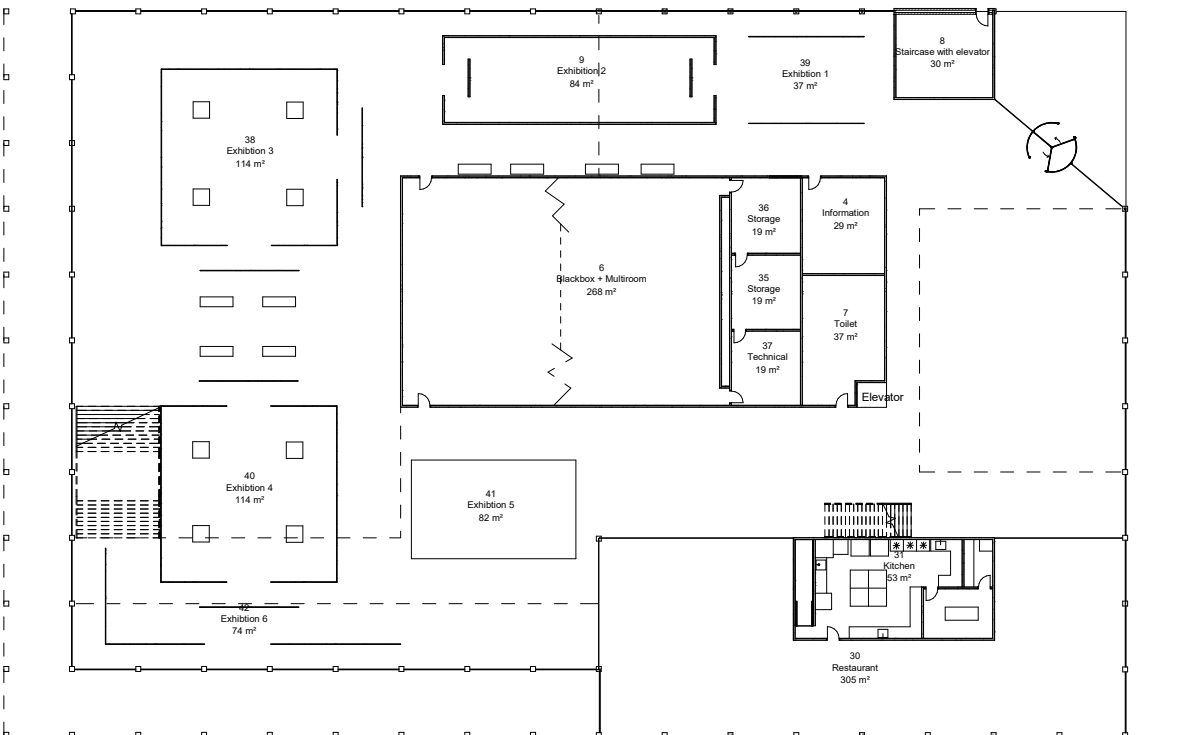 8
Staircase with elevator
30 m²
9
Exhibtion 2
84 m²
39
Exhibtion 1
37 m²
38
Exhibtion 3
114 m²
36
Storage
19 m²
4
Information
29 m²
6
Blackbox + Multiroom
268 m²
35
Storage
19 m²
7
Toilet
37 m²
37
Technical
19 m²
Elevator
40
Exhibtion 4
114 m²
41
Exhibtion 5
82 m²
31
Kitchen
53 m²
42
Exhibtion 6
74 m²
30
Restaurant
305 m²